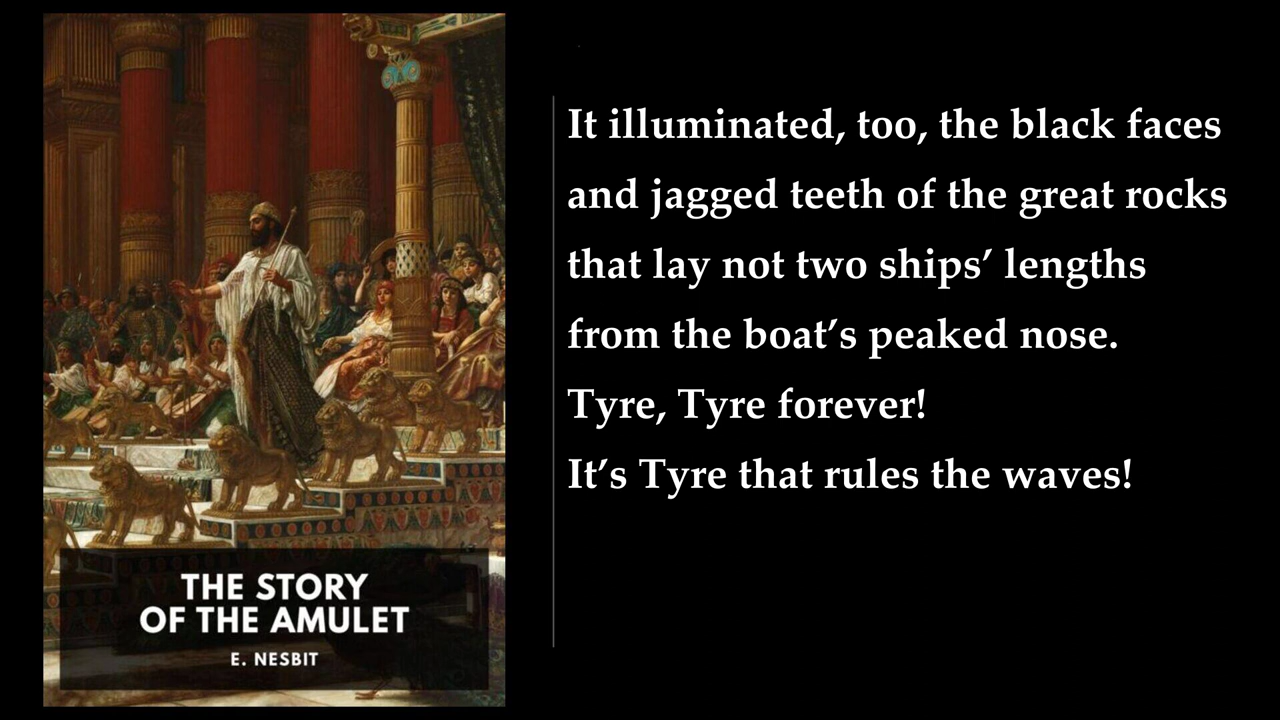 It illuminated, too, the black faces
and jagged teeth of the great rocks
that lay not two ships’ lengths
from the boat’s peaked nose.
Tyre, Tyre forever!
It’s Tyre that rules the waves!
THE STORY
OF THE AMULET
E. NESBIT